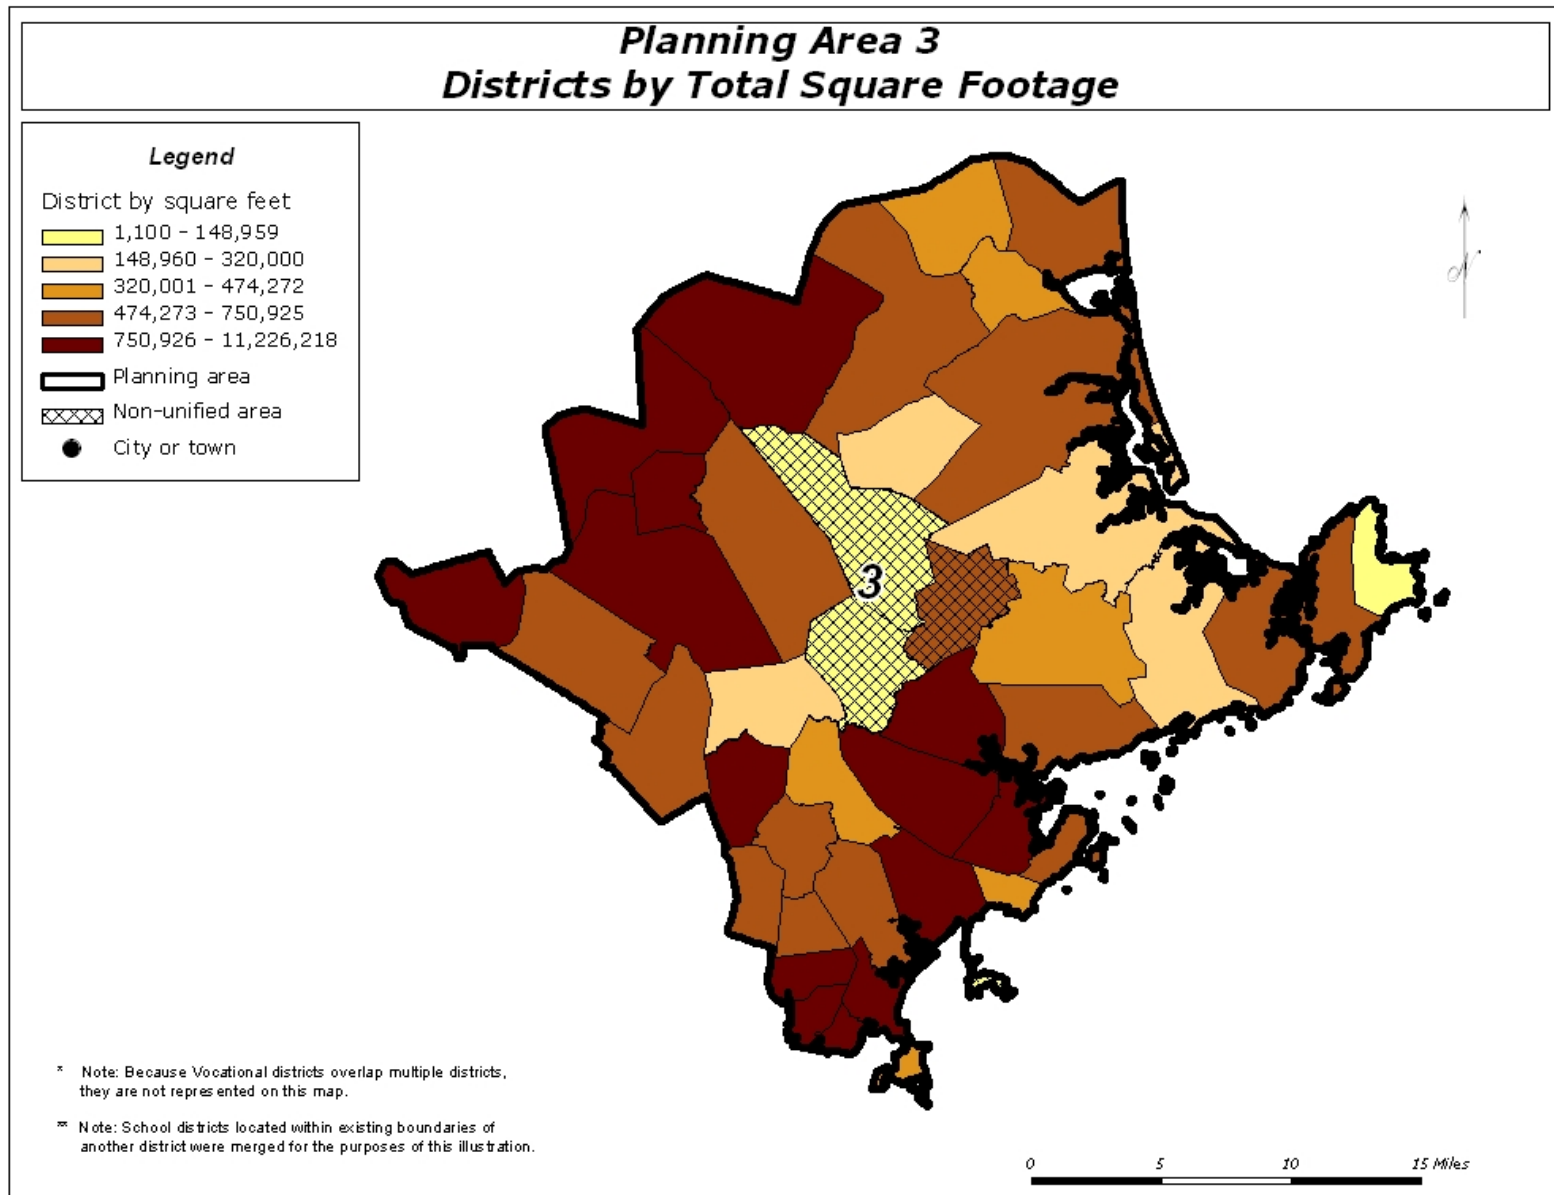 Planning Area 3
Districts by Total Square Footage
Legend
District by square feet
1,100 - 148,959
148,960 - 320,000
320,001 - 474,272
474,273 - 750,925
750,926 - 11,226,218
Planning area
Non-unified area
City or town
N
3
* Note: Because Vocational districts overlap multiple districts,
they are not represented on this map.
** Note: School districts located within existing boundaries of
another district were merged for the purposes of this illustration.
0 5 10 15 Miles